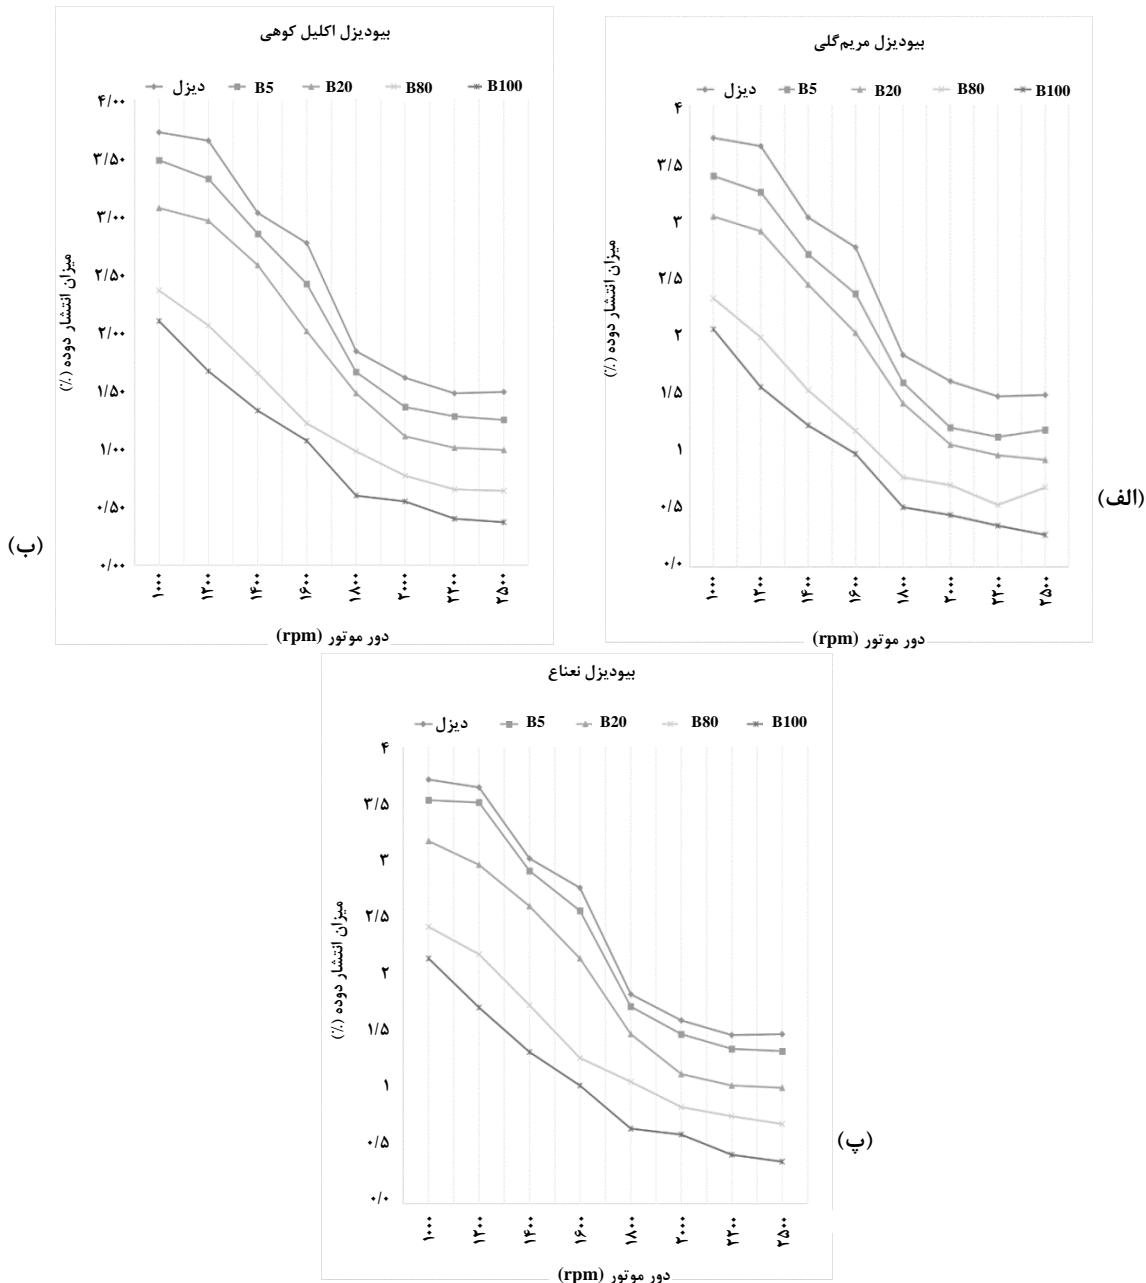 بیودیزل مریم‌گلی
دیزل B5 B20 B80 B100
میزان انتشار دوده (٪)
۴
۳/۵
۳
۲/۵
۲
۱/۵
۱
۰/۵
۰/۰
۱۰۰۰ ۱۲۰۰ ۱۴۰۰ ۱۶۰۰ ۱۸۰۰ ۲۰۰۰ ۲۲۰۰ ۲۵۰۰
دور موتور (rpm)
(الف)
بیودیزل اکلیل کوهی
دیزل B5 B20 B80 B100
میزان انتشار دوده (٪)
۴/۰۰
۳/۵۰
۳/۰۰
۲/۵۰
۲/۰۰
۱/۵۰
۱/۰۰
۰/۵۰
۰/۰۰
۱۰۰۰ ۱۲۰۰ ۱۴۰۰ ۱۶۰۰ ۱۸۰۰ ۲۰۰۰ ۲۲۰۰ ۲۵۰۰
دور موتور (rpm)
(ب)
بیودیزل نعناع
دیزل B5 B20 B80 B100
میزان انتشار دوده (٪)
۴
۳/۵
۳
۲/۵
۲
۱/۵
۱
۰/۵
۰/۰
۱۰۰۰ ۱۲۰۰ ۱۴۰۰ ۱۶۰۰ ۱۸۰۰ ۲۰۰۰ ۲۲۰۰ ۲۵۰۰
دور موتور (rpm)
(پ)